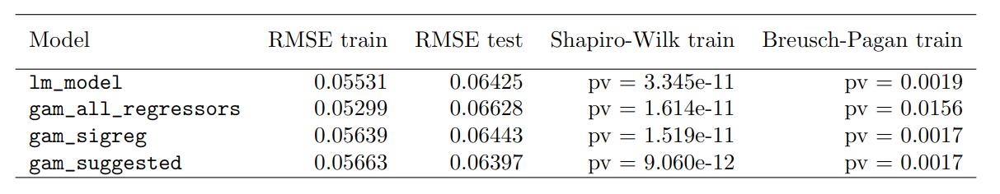 Model RMSE train RMSE test Shapiro-Wilk train Breusch-Pagan train
lm_model 0.05531 0.06425 pv = 3.345e-11 pv = 0.0019
gam_all_regressors 0.05299 0.06628 pv = 1.614e-11 pv = 0.0156
gam_sigreg 0.05639 0.06443 pv = 1.519e-11 pv = 0.0017
gam_suggested 0.05663 0.06397 pv = 9.060e-12 pv = 0.0017